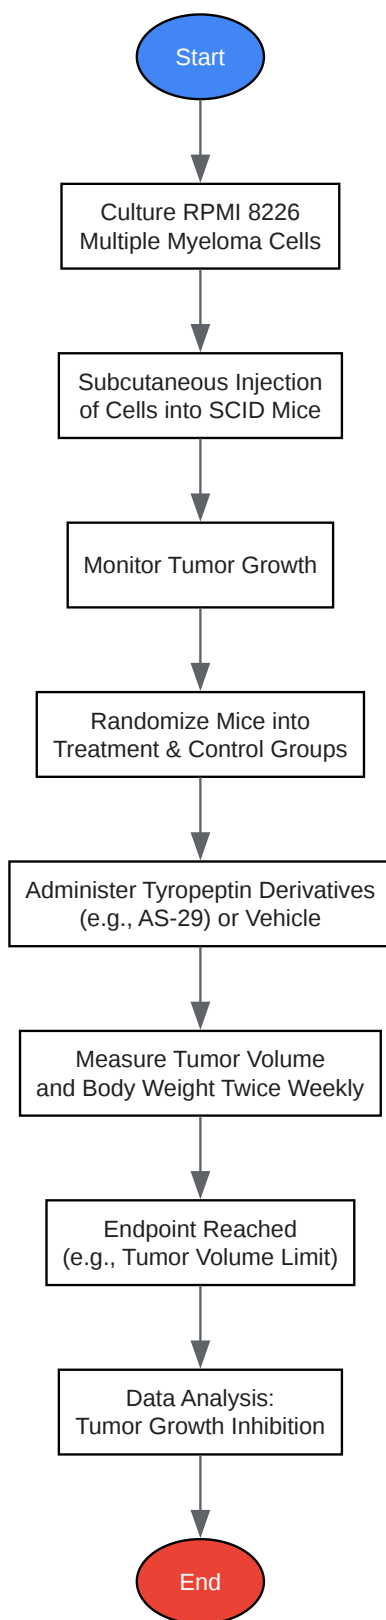 Start
Culture RPMI 8226
Multiple Myeloma Cells
Subcutaneous Injection
of Cells into SCID Mice
Monitor Tumor Growth
Randomize Mice into
Treatment & Control Groups
Administer Tyropeptin Derivatives
(e.g., AS-29) or Vehicle
Measure Tumor Volume
and Body Weight Twice Weekly
Endpoint Reached
(e.g., Tumor Volume Limit)
Data Analysis:
Tumor Growth Inhibition
End